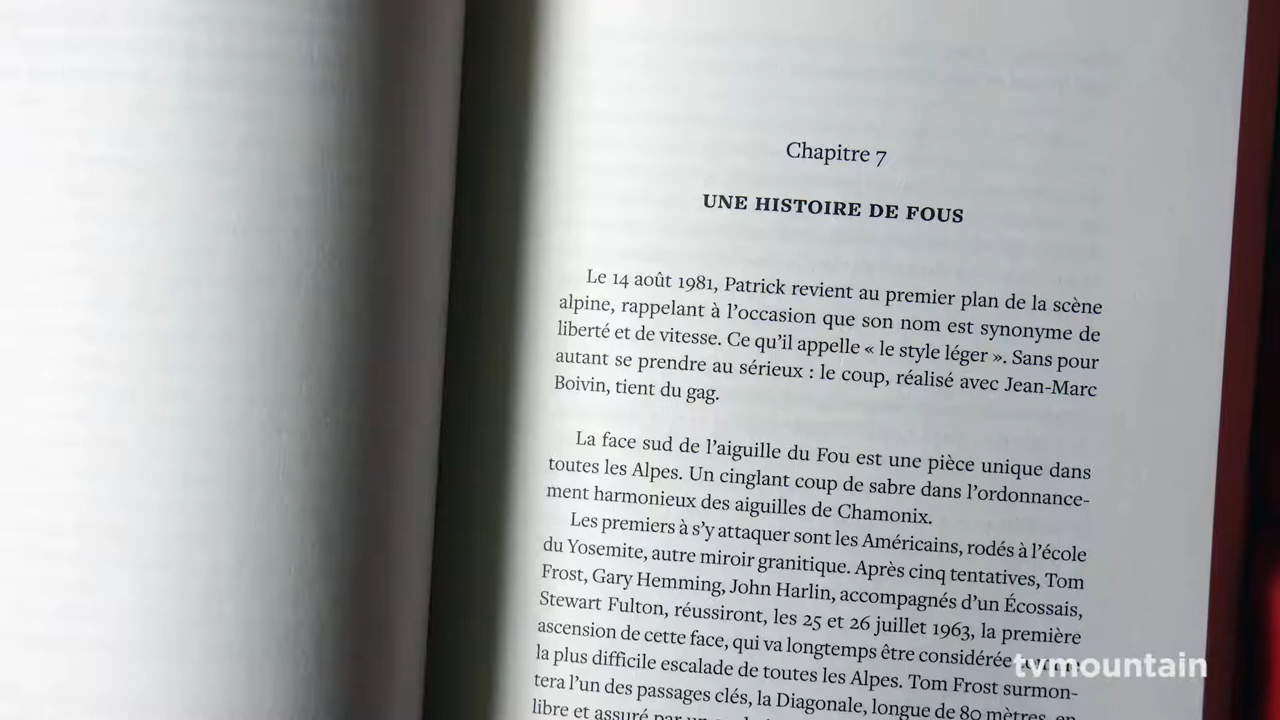 Chapitre 7
UNE HISTOIRE DE FOUS
Le 14 août 1981, Patrick revient au premier plan de la scène
alpine, rappelant à l'occasion que son nom est synonyme de
liberté et de vitesse. Ce qu'il appelle « le style léger ». Sans pour
autant se prendre au sérieux : le coup, réalisé avec Jean-Marc
Boivin, tient du gag.
La face sud de l'aiguille du Fou est une pièce unique dans
toutes les Alpes. Un cinglant coup de sabre dans l'ordonnance-
ment harmonieux des aiguilles de Chamonix.
Les premiers à s'y attaquer sont les Américains, rodés à l'école
du Yosemite, autre miroir granitique. Après cinq tentatives, Tom
Frost, Gary Hemming, John Harlin, accompagnés d'un Écossais,
Stewart Fulton, réussiront, les 25 et 26 juillet 1963, la première
ascension de cette face, qui va longtemps être considérée
la plus difficile escalade de toutes les Alpes. Tom Frost surmon-
tera l'un des passages clés, la Diagonale, longue de 80 mètres, en
libre et assuré par un
tvmountain